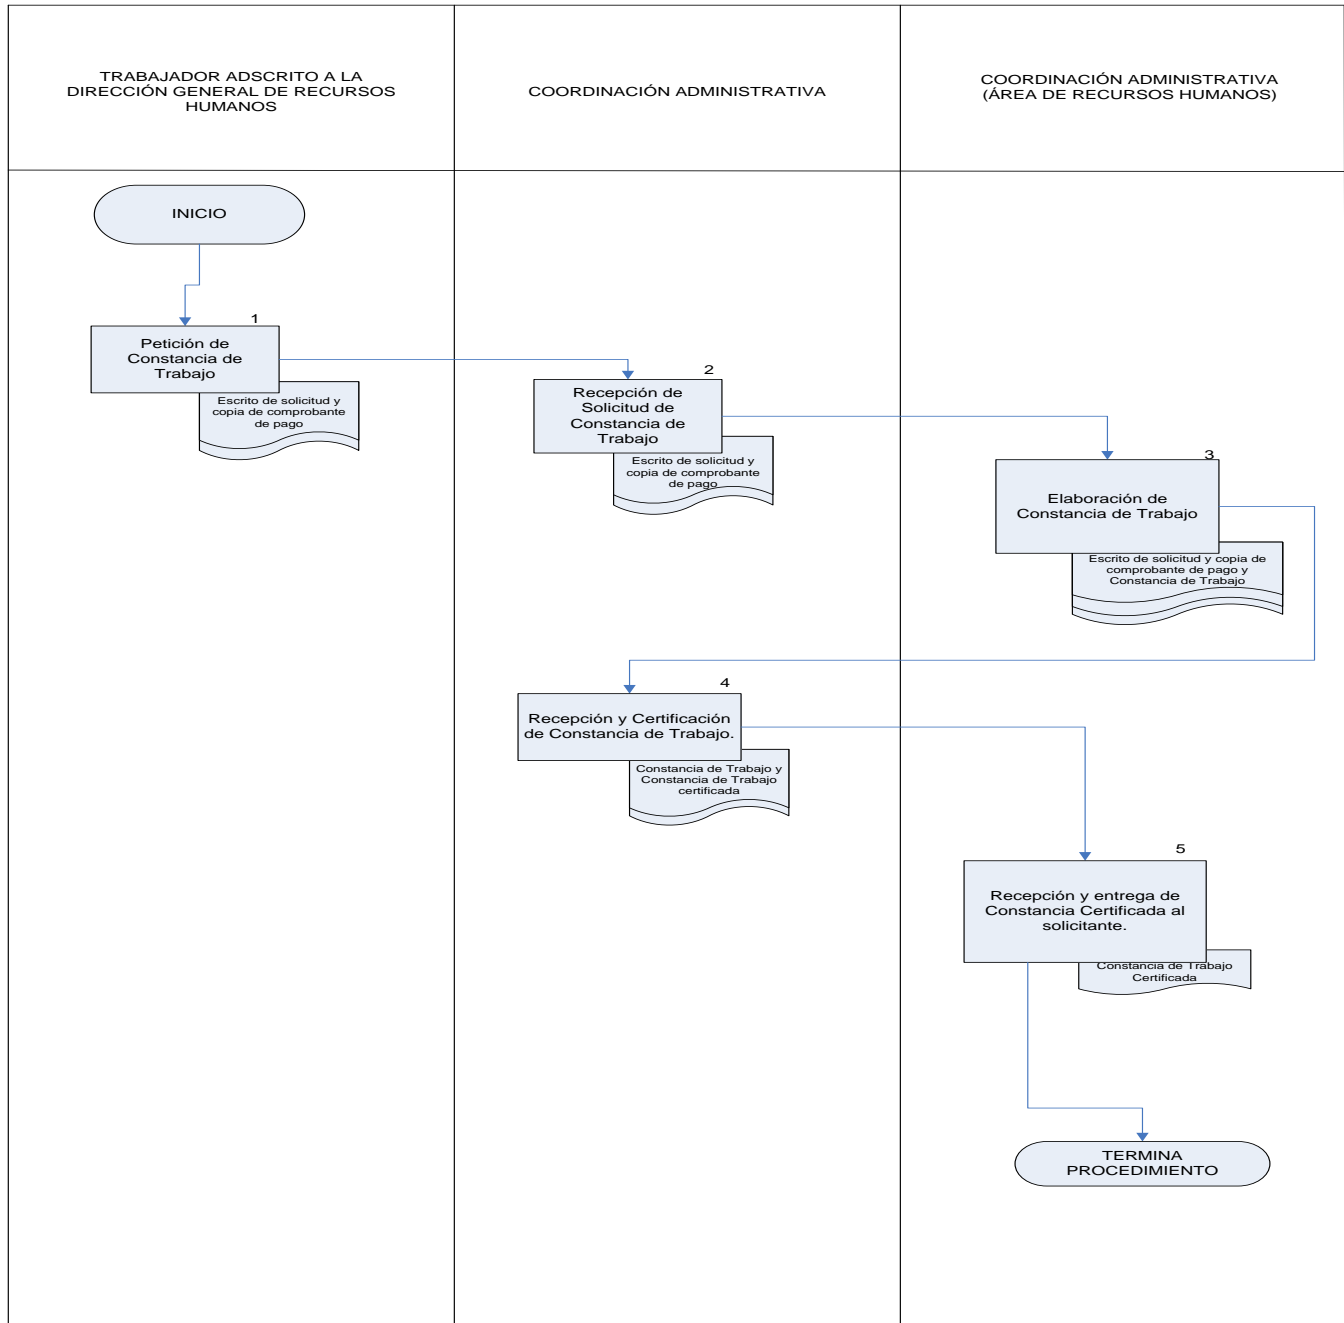 TRABAJADOR ADSCRITO A LA
DIRECCIÓN GENERAL DE RECURSOS
HUMANOS
COORDINACIÓN ADMINISTRATIVA
COORDINACIÓN ADMINISTRATIVA
(ÁREA DE RECURSOS HUMANOS)
INICIO
1
Petición de
Constancia de
Trabajo
Escrito de solicitud y
copia de comprobante
de pago
2
Recepción de
Solicitud de
Constancia de
Trabajo
Escrito de solicitud y
copia de comprobante
de pago
3
Elaboración de
Constancia de Trabajo
Escrito de solicitud y copia de
comprobante de pago y
Constancia de Trabajo
4
Recepción y Certificación
de Constancia de Trabajo.
Constancia de Trabajo y
Constancia de Trabajo
certificada
5
Recepción y entrega de
Constancia Certificada al
solicitante.
Constancia de Trabajo
Certificada
TERMINA
PROCEDIMIENTO